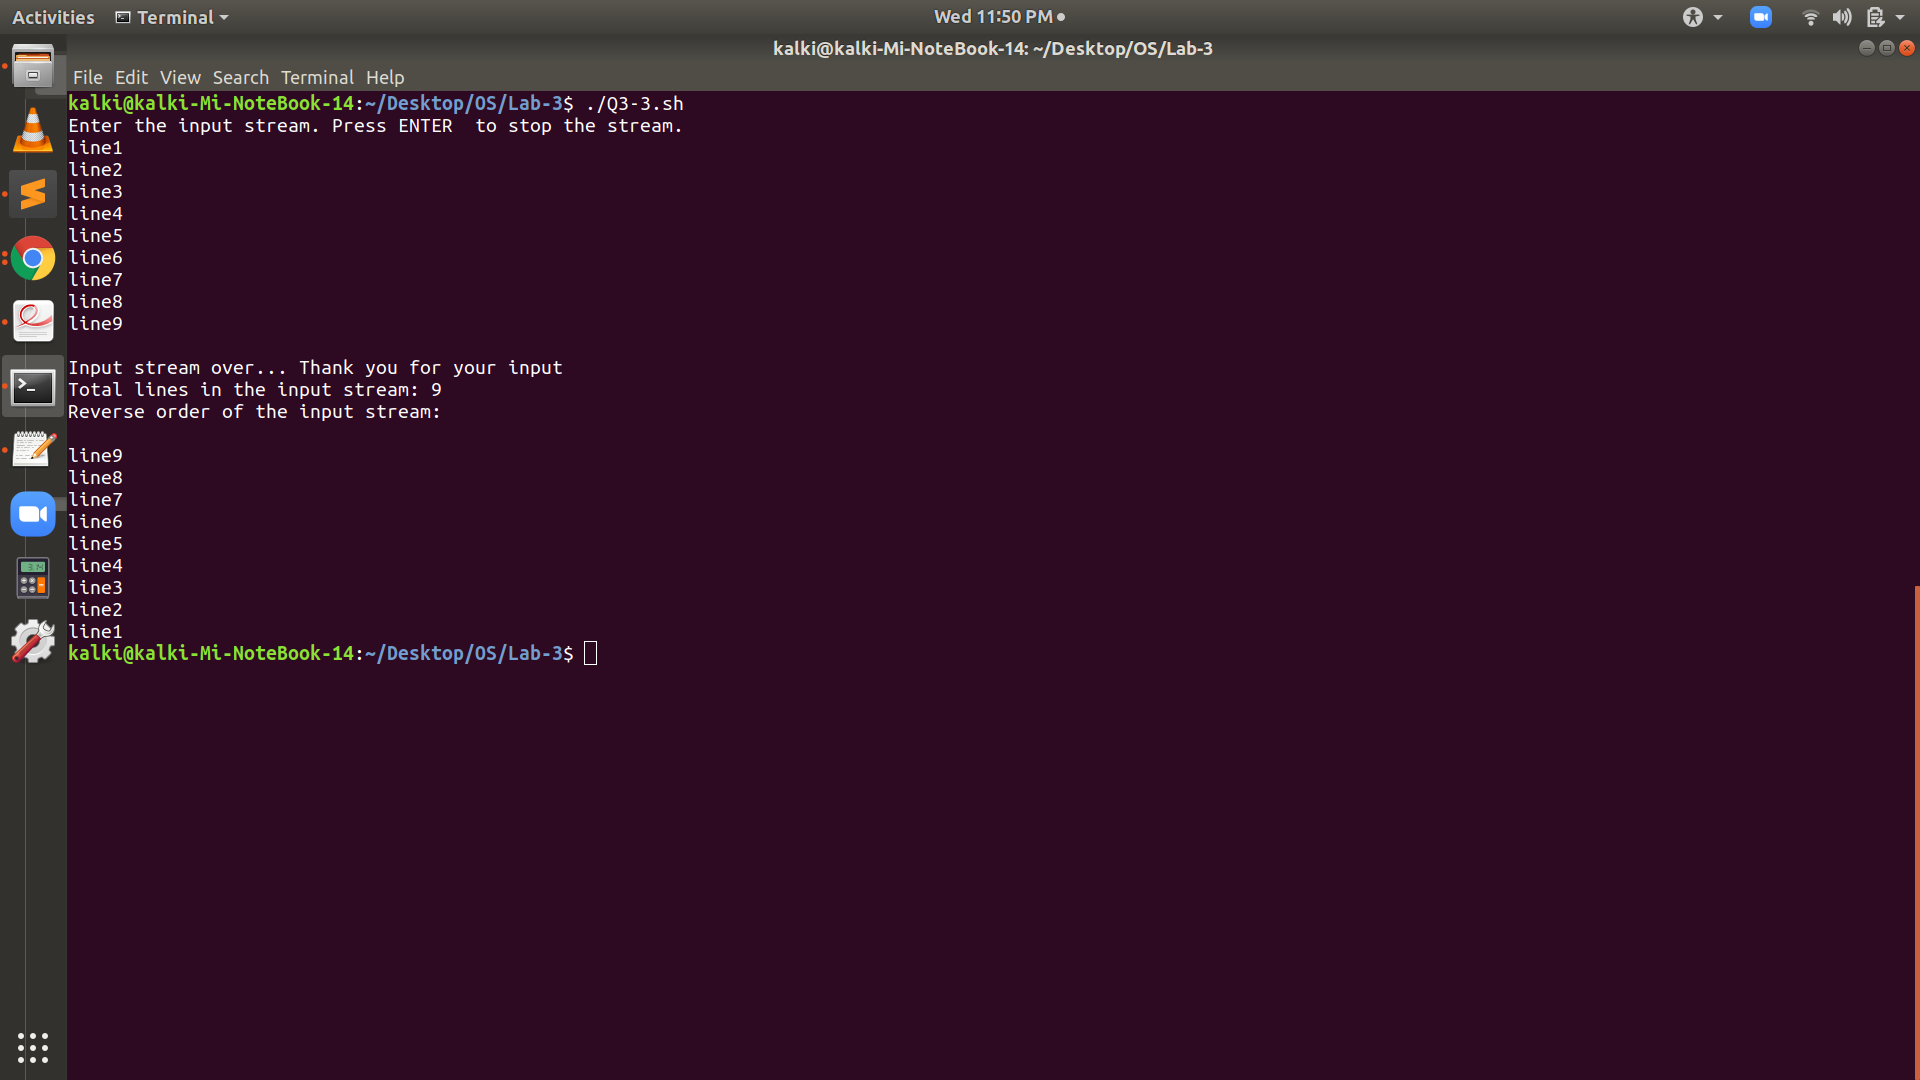 Activities Terminal Wed 11:50 PM
kalki@kalki-Mi-NoteBook-14: ~/Desktop/OS/Lab-3
File Edit View Search Terminal Help
kalki@kalki-Mi-NoteBook-14:~/Desktop/OS/Lab-3$ ./Q3-3.sh
Enter the input stream. Press ENTER  to stop the stream.
line1
line2
line3
line4
line5
line6
line7
line8
line9
Input stream over... Thank you for your input
Total lines in the input stream: 9
Reverse order of the input stream:
line9
line8
line7
line6
line5
line4
line3
line2
line1
kalki@kalki-Mi-NoteBook-14:~/Desktop/OS/Lab-3$